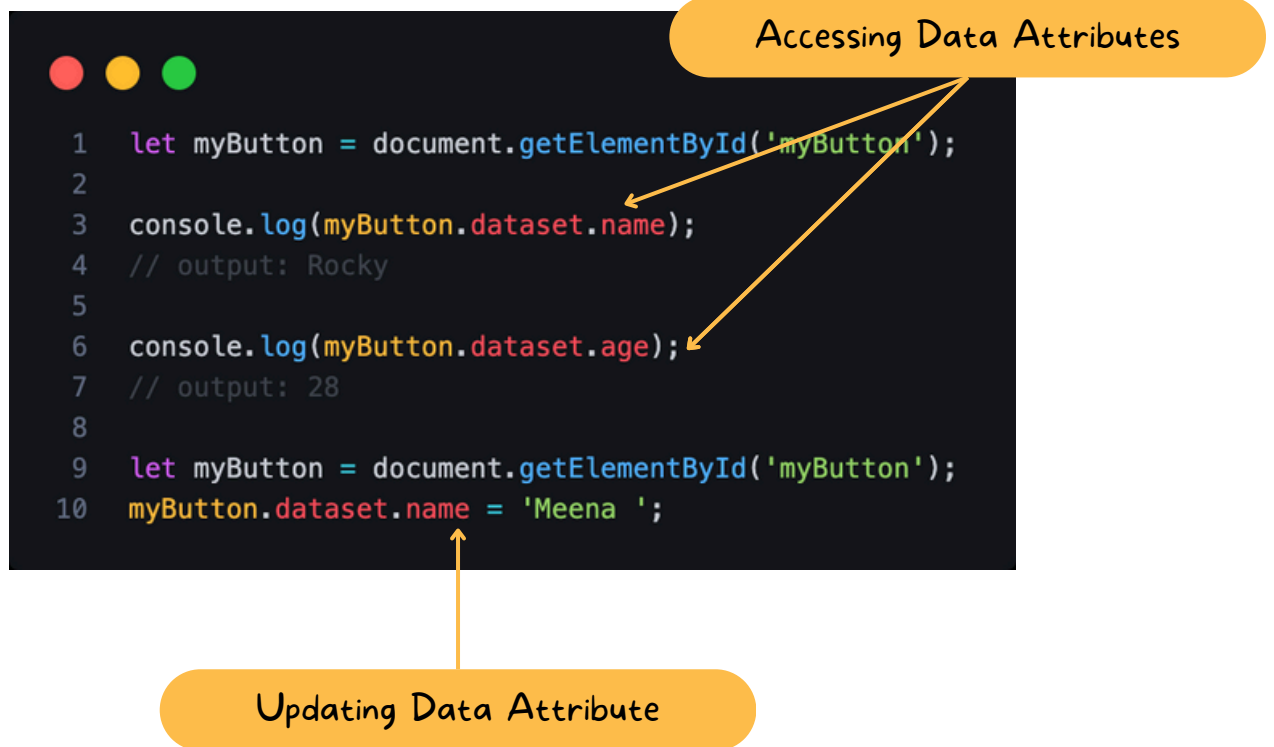 Accessing Data Attributes
1 let myButton = document.getElementById('myButton');
2
3 console.log(myButton.dataset.name);
4 // output: Rocky
5
6 console.log(myButton.dataset.age);
7 // output: 28
8
9 let myButton = document.getElementById('myButton');
10 myButton.dataset.name = 'Meena ';
Updating Data Attribute